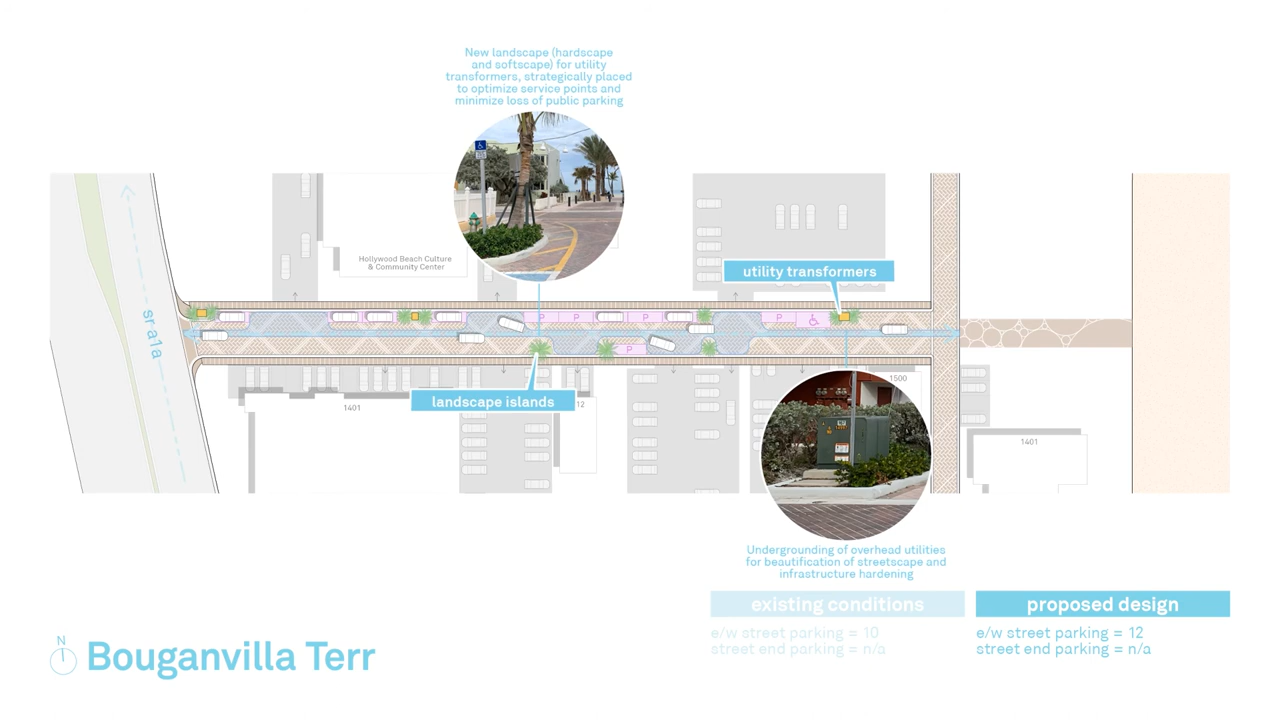 New landscape (hardscape
and softscape) for utility
transformers, strategically placed
to optimize service points and
minimize loss of public parking
Hollywood Beach Culture
& Community Center
utility transformers
sr a1a
P
P
P
P
P
landscape islands
1401
12
1500
1401
Undergrounding of overhead utilities
for beautification of streetscape and
infrastructure hardening
existing conditions
e/w street parking = 10
street end parking = n/a
proposed design
e/w street parking = 12
street end parking = n/a
N
Bouganvilla Terr